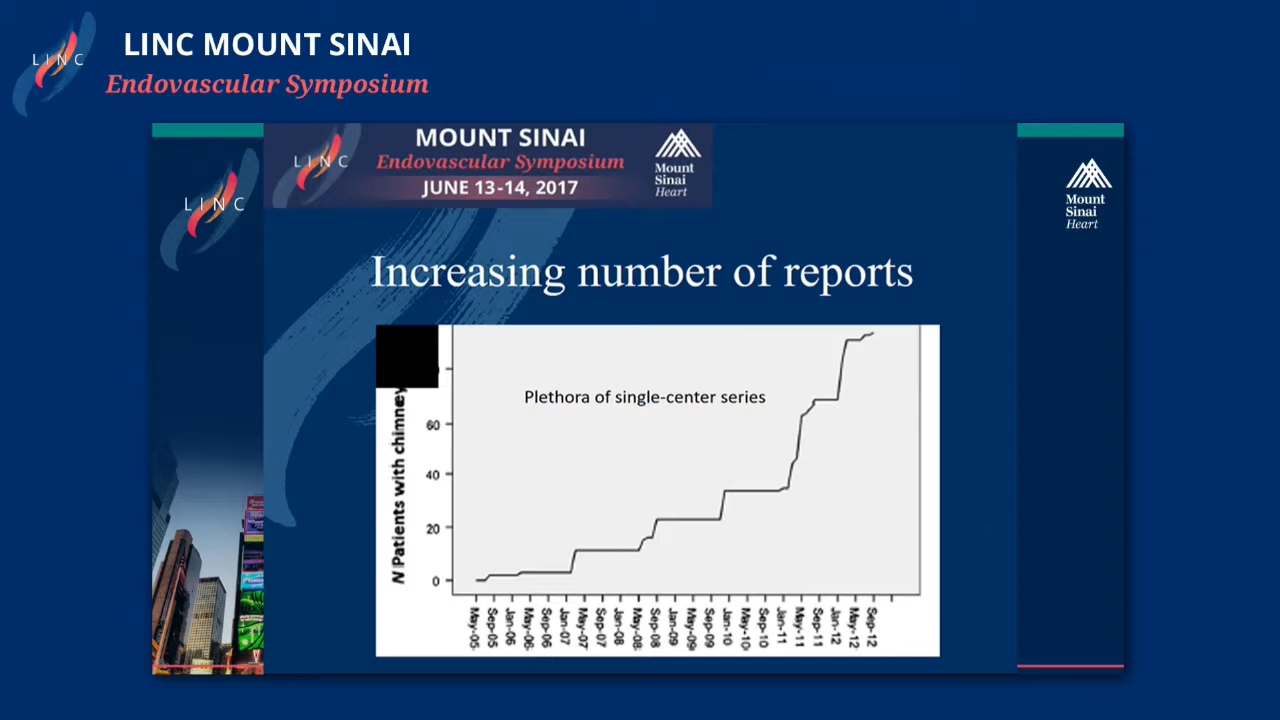 LINC
LINC MOUNT SINAI
Endovascular Symposium
LINC
MOUNT SINAI
Endovascular Symposium
JUNE 13-14, 2017
Mount
Sinai
Heart
LINC
Mount
Sinai
Heart
Increasing number of reports
Plethora of single-center series
N Patients with chimney
60
40
20
0
May-05
Sep-05
Jan-06
May-06
Sep-06
Jan-07
May-07
Sep-07
Jan-08
May-08
Sep-08
Jan-09
May-09
Sep-09
Jan-10
May-10
Sep-10
Jan-11
May-11
Sep-11
Jan-12
May-12
Sep-12